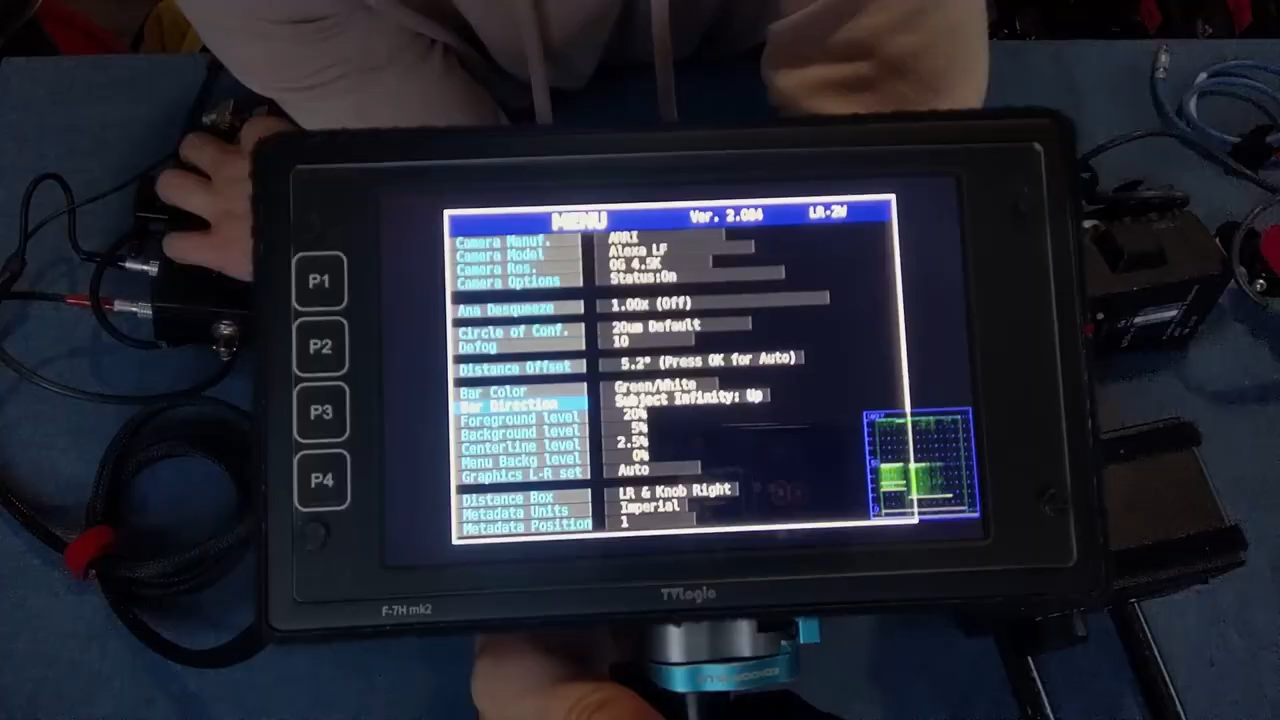 MENU Ver. 2.084 LR-2W
Camera Manuf. ARRI
Camera Model Alexa LF
Camera Res. OG 4.5K
Camera Options Status:On
Ana Desqueeze 1.00x (Off)
Circle of Conf. 20um Default
Defog 10
Distance Offset 5.2" (Press OK for Auto)
Bar Color Green/White
Bar Direction Subject Infinity: Up
Foreground level 20%
Background level 5%
Centerline level 2.5%
Menu Backg level 0%
Graphics L-R set Auto
Distance Box LR & Knob Right
Metadata Units Imperial
Metadata Position 1
P1
P2
P3
P4
TVLogic
F-7H mk2